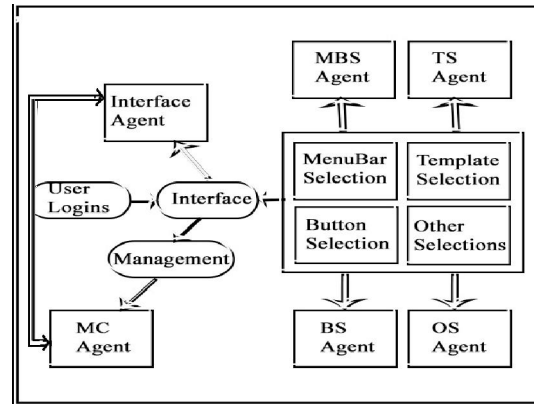 MBS
Agent
TS
Agent
Interface
Agent
MenuBar
Selection
Template
Selection
User
Logins
Interface
Button
Selection
Other
Selections
Management
MC
Agent
BS
Agent
OS
Agent